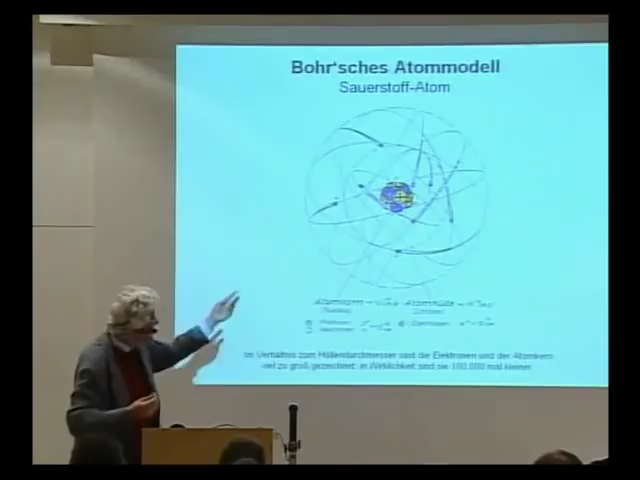 Bohr'sches Atommodell
Sauerstoff-Atom
Atomkern Atomhülle
Im Verhältnis zum Hüllendurchmesser sind die Elektronen und der Atomkern
viel zu groß gezeichnet: in Wirklichkeit sind sie 100.000 mal kleiner